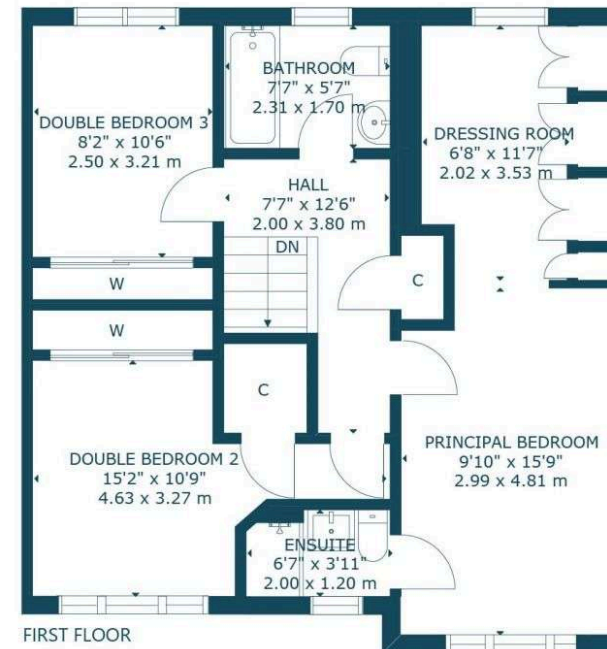 BATHROOM
7'7" x 5'7"
2.31 x 1.70 m
DOUBLE BEDROOM 3
8'2" x 10'6"
2.50 x 3.21 m
DRESSING ROOM
6'8" x 11'7"
2.02 x 3.53 m
HALL
7'7" x 12'6"
2.00 x 3.80 m
DN
W
C
W
C
DOUBLE BEDROOM 2
15'2" x 10'9"
4.63 x 3.27 m
PRINCIPAL BEDROOM
9'10" x 15'9"
2.99 x 4.81 m
ENSUITE
6'7" x 3'11"
2.00 x 1.20 m
FIRST FLOOR